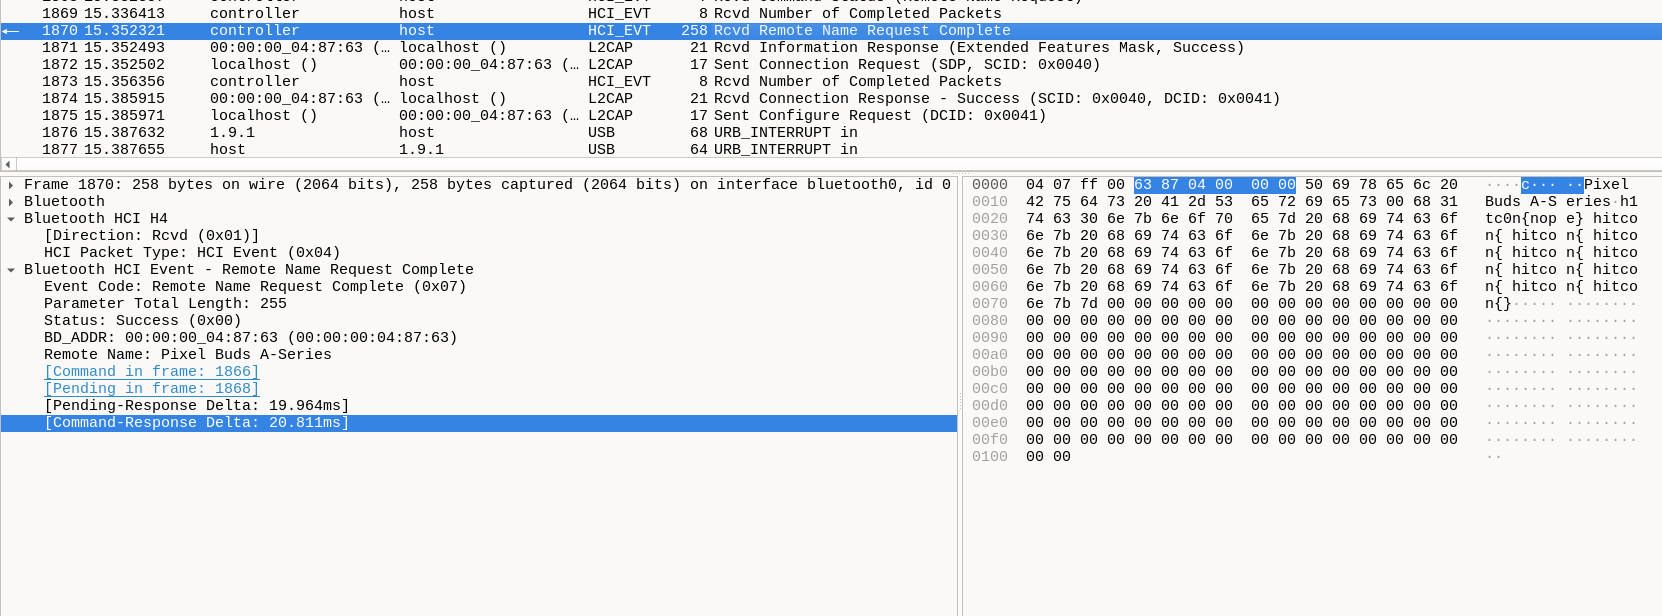 1869 15.336413 controller host HCI_EVT 8 Rcvd Number of Completed Packets
1870 15.352321 controller host HCI_EVT 258 Rcvd Remote Name Request Complete
1871 15.352493 00:00:00_04:87:63 (… localhost () L2CAP 21 Rcvd Information Response (Extended Features Mask, Success)
1872 15.352502 localhost () 00:00:00_04:87:63 (… L2CAP 17 Sent Connection Request (SDP, SCID: 0x0040)
1873 15.356356 controller host HCI_EVT 8 Rcvd Number of Completed Packets
1874 15.385915 00:00:00_04:87:63 (… localhost () L2CAP 21 Rcvd Connection Response - Success (SCID: 0x0040, DCID: 0x0041)
1875 15.385971 localhost () 00:00:00_04:87:63 (… L2CAP 17 Sent Configure Request (DCID: 0x0041)
1876 15.387632 1.9.1 host USB 68 URB_INTERRUPT in
1877 15.387655 host 1.9.1 USB 64 URB_INTERRUPT in
Frame 1870: 258 bytes on wire (2064 bits), 258 bytes captured (2064 bits) on interface bluetooth0, id 0
Bluetooth
Bluetooth HCI H4
[Direction: Rcvd (0x01)]
HCI Packet Type: HCI Event (0x04)
Bluetooth HCI Event - Remote Name Request Complete
Event Code: Remote Name Request Complete (0x07)
Parameter Total Length: 255
Status: Success (0x00)
BD_ADDR: 00:00:00_04:87:63 (00:00:00:04:87:63)
Remote Name: Pixel Buds A-Series
[Command in frame: 1866]
[Pending in frame: 1868]
[Pending-Response Delta: 19.964ms]
[Command-Response Delta: 20.811ms]
0000 04 07 ff 00 63 87 04 00 00 00 50 69 78 65 6c 20 ····c··· ··Pixel
0010 42 75 64 73 20 41 2d 53 65 72 69 65 73 00 68 31 Buds A-S eries·h1
0020 74 63 30 6e 7b 6e 6f 70 65 7d 20 68 69 74 63 6f tc0n{nop e} hitco
0030 6e 7b 20 68 69 74 63 6f 6e 7b 20 68 69 74 63 6f n{ hitco n{ hitco
0040 6e 7b 20 68 69 74 63 6f 6e 7b 20 68 69 74 63 6f n{ hitco n{ hitco
0050 6e 7b 20 68 69 74 63 6f 6e 7b 20 68 69 74 63 6f n{ hitco n{ hitco
0060 6e 7b 20 68 69 74 63 6f 6e 7b 20 68 69 74 63 6f n{ hitco n{ hitco
0070 6e 7b 7d 00 00 00 00 00 00 00 00 00 00 00 00 00 n{}····· ········
0080 00 00 00 00 00 00 00 00 00 00 00 00 00 00 00 00 ········ ········
0090 00 00 00 00 00 00 00 00 00 00 00 00 00 00 00 00 ········ ········
00a0 00 00 00 00 00 00 00 00 00 00 00 00 00 00 00 00 ········ ········
00b0 00 00 00 00 00 00 00 00 00 00 00 00 00 00 00 00 ········ ········
00c0 00 00 00 00 00 00 00 00 00 00 00 00 00 00 00 00 ········ ········
00d0 00 00 00 00 00 00 00 00 00 00 00 00 00 00 00 00 ········ ········
00e0 00 00 00 00 00 00 00 00 00 00 00 00 00 00 00 00 ········ ········
00f0 00 00 00 00 00 00 00 00 00 00 00 00 00 00 00 00 ········ ········
0100 00 00 ··